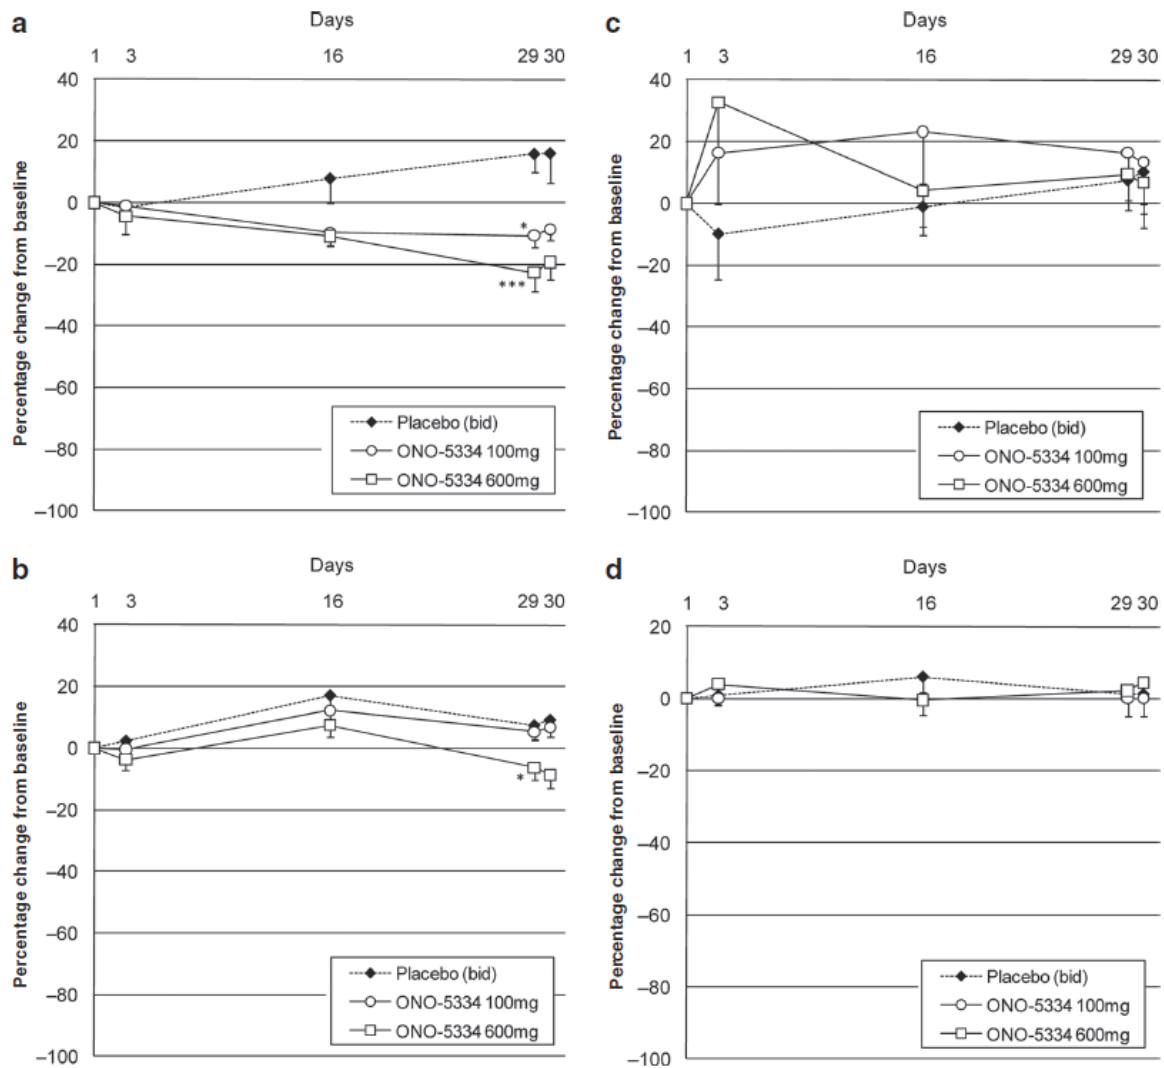 a
Days
1 3 16 29 30
40
20
0
–20
–40
–60
–80
–100
Percentage change from baseline
*
***
Placebo (bid)
ONO-5334 100mg
ONO-5334 600mg
b
Days
1 3 16 29 30
40
20
0
–20
–40
–60
–80
–100
Percentage change from baseline
*
Placebo (bid)
ONO-5334 100mg
ONO-5334 600mg
c
Days
1 3 16 29 30
40
20
0
–20
–40
–60
–80
–100
Percentage change from baseline
Placebo (bid)
ONO-5334 100mg
ONO-5334 600mg
d
Days
1 3 16 29 30
20
0
–20
–40
–60
–80
–100
Percentage change from baseline
Placebo (bid)
ONO-5334 100mg
ONO-5334 600mg